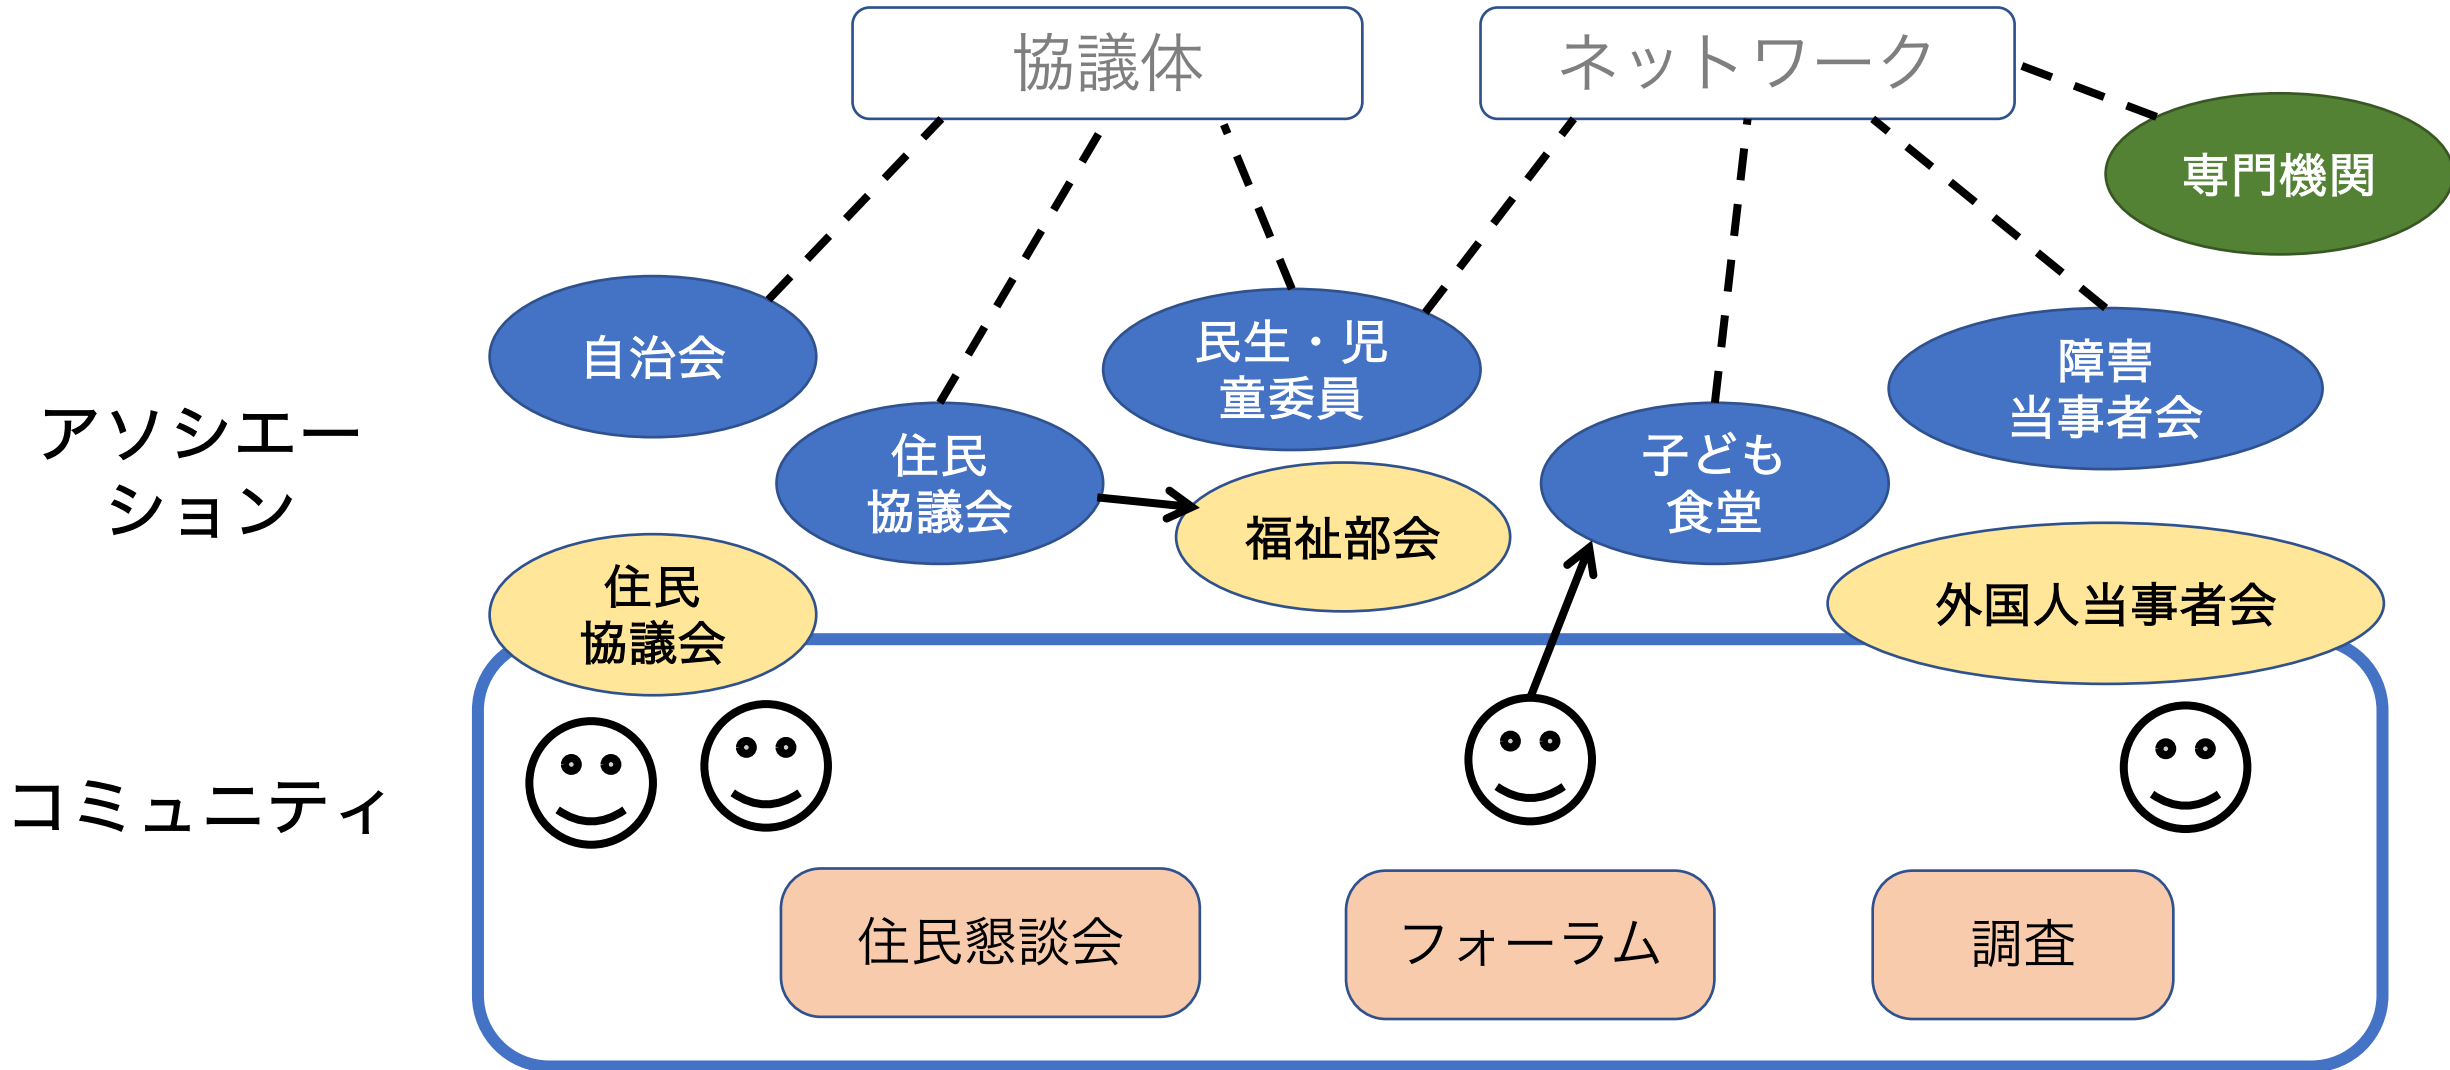 協議体
ネットワーク
専門機関
自治会
民生・児
童委員
障害
当事者会
アソシエー
ション
住民
協議会
子ども
食堂
福祉部会
住民
協議会
外国人当事者会
コミュニティ
住民懇談会
フォーラム
調査